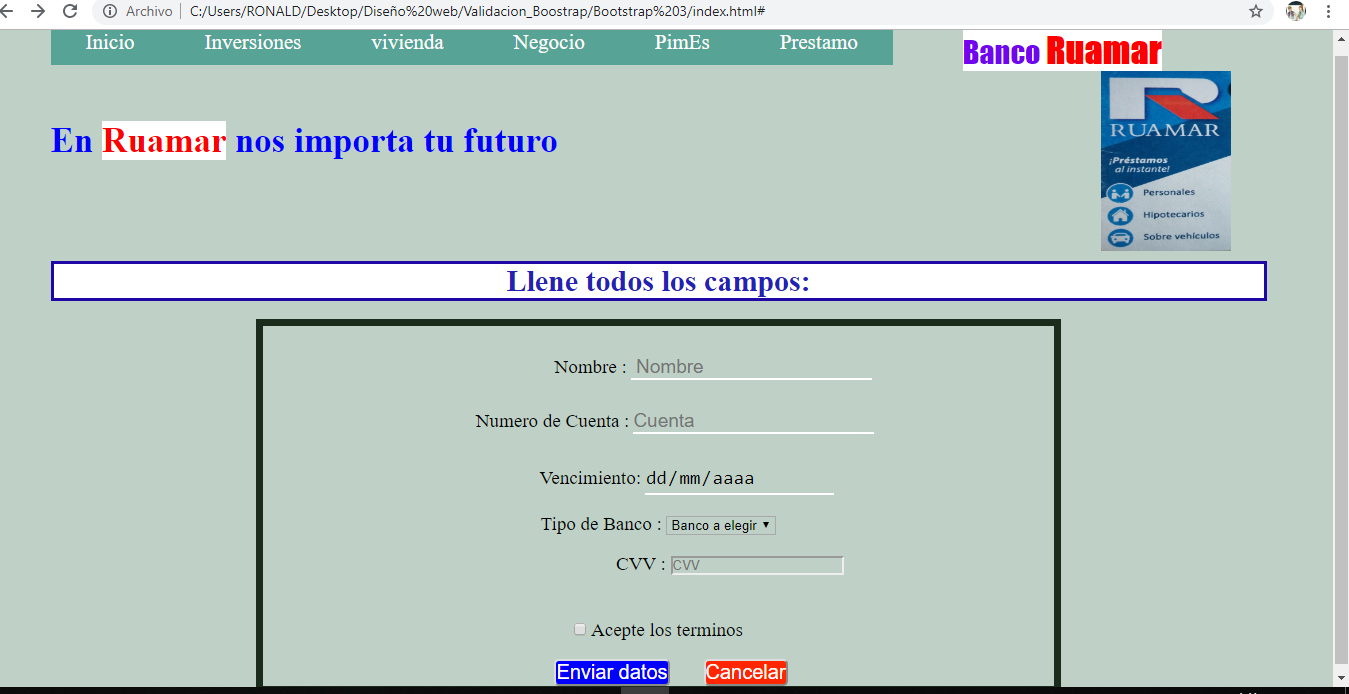 Archivo | C:/Users/RONALD/Desktop/Diseño%20web/Validacion_Boostrap/Bootstrap%203/index.html#
Inicio Inversiones vivienda Negocio PimEs Prestamo
Banco Ruamar
RUAMAR
¡Préstamos
al instante!
Personales
Hipotecarios
Sobre vehículos
En Ruamar nos importa tu futuro
Llene todos los campos:
Nombre : Nombre
Numero de Cuenta : Cuenta
Vencimiento: dd/mm/aaaa
Tipo de Banco : Banco a elegir
CVV : CVV
Acepte los terminos
Enviar datos Cancelar